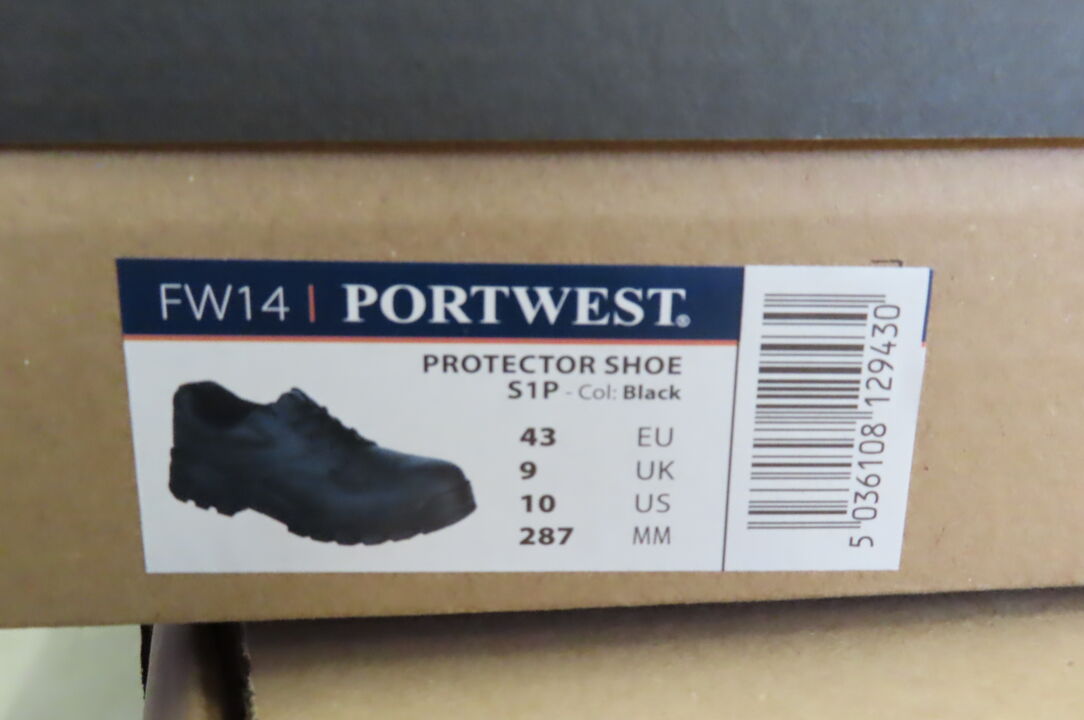 FW14 | PORTWEST®
PROTECTOR SHOE
S1P - Col: Black
43 EU
9 UK
10 US
287 MM
5 036108 129430